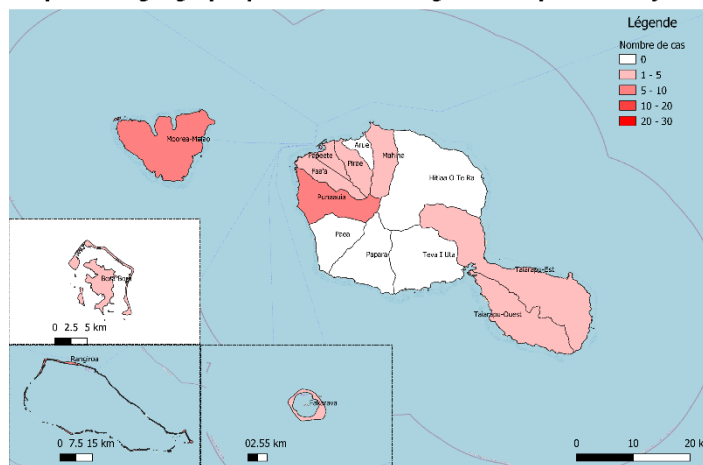 Légende
Nombre de cas
0
1 - 5
5 - 10
10 - 20
20 - 30
Moorea-Maiao
Arue
Papeete
Pirae
Mahina
Faa'a
Hitiaa O Te Ra
Punaauia
Paea
Papara
Teva I Uta
Taiarapu-Est
Taiarapu-Ouest
Bora Bora
0 2.5 5 km
Rangiroa
0 7.5 15 km
Fakarava
02.55 km
0 10 20 k